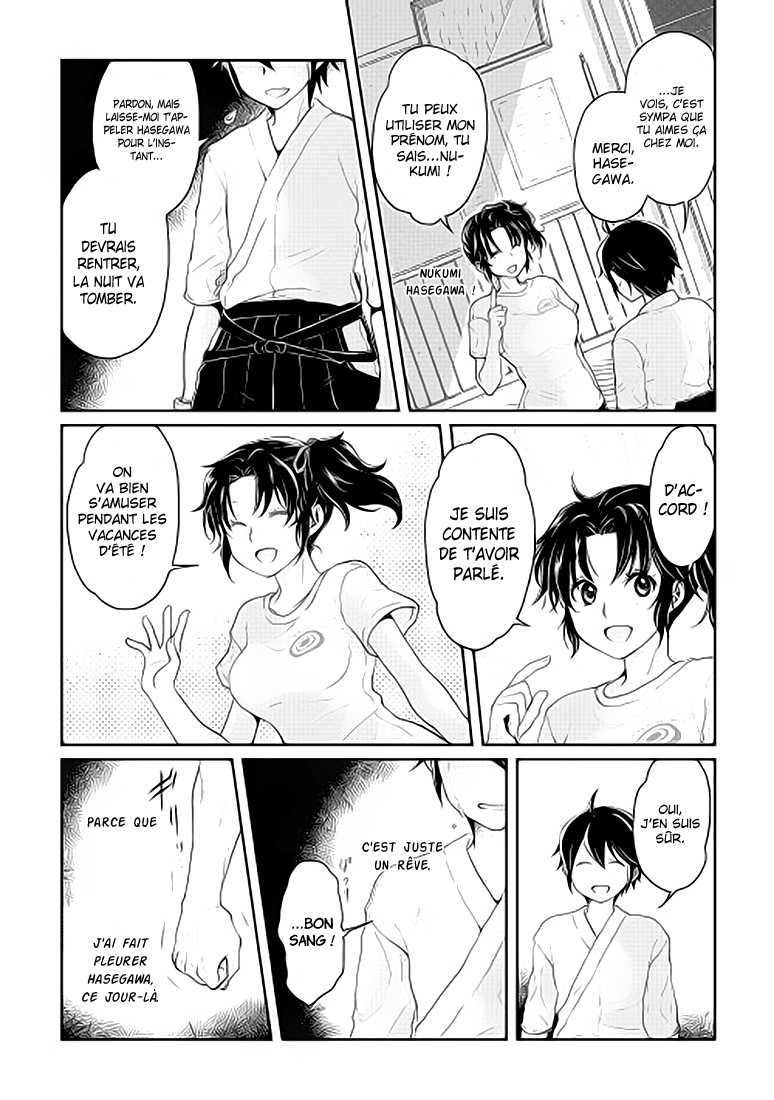 ...JE
VOIS, C'EST
SYMPA QUE
TU AIMES ÇA
CHEZ MOI.
MERCI,
HASE-
GAWA.
TU PEUX
UTILISER MON
PRÉNOM, TU
SAIS...NU-
KUMI !
NUKUMI
HASEGAWA !
PARDON, MAIS
LAISSE-MOI T'AP-
PELER HASEGAWA
POUR L'INS-
TANT...
TU
DEVRAIS
RENTRER,
LA NUIT VA
TOMBER.
D'AC-
CORD !
JE SUIS
CONTENTE
DE T'AVOIR
PARLÉ.
ON
VA BIEN
S'AMUSER
PENDANT LES
VACANCES
D'ÉTÉ !
OUI,
J'EN SUIS
SÛR.
C'EST JUSTE
UN RÊVE.
...BON
SANG !
PARCE QUE
J'AI FAIT
PLEURER
HASEGAWA,
CE JOUR-LÀ.